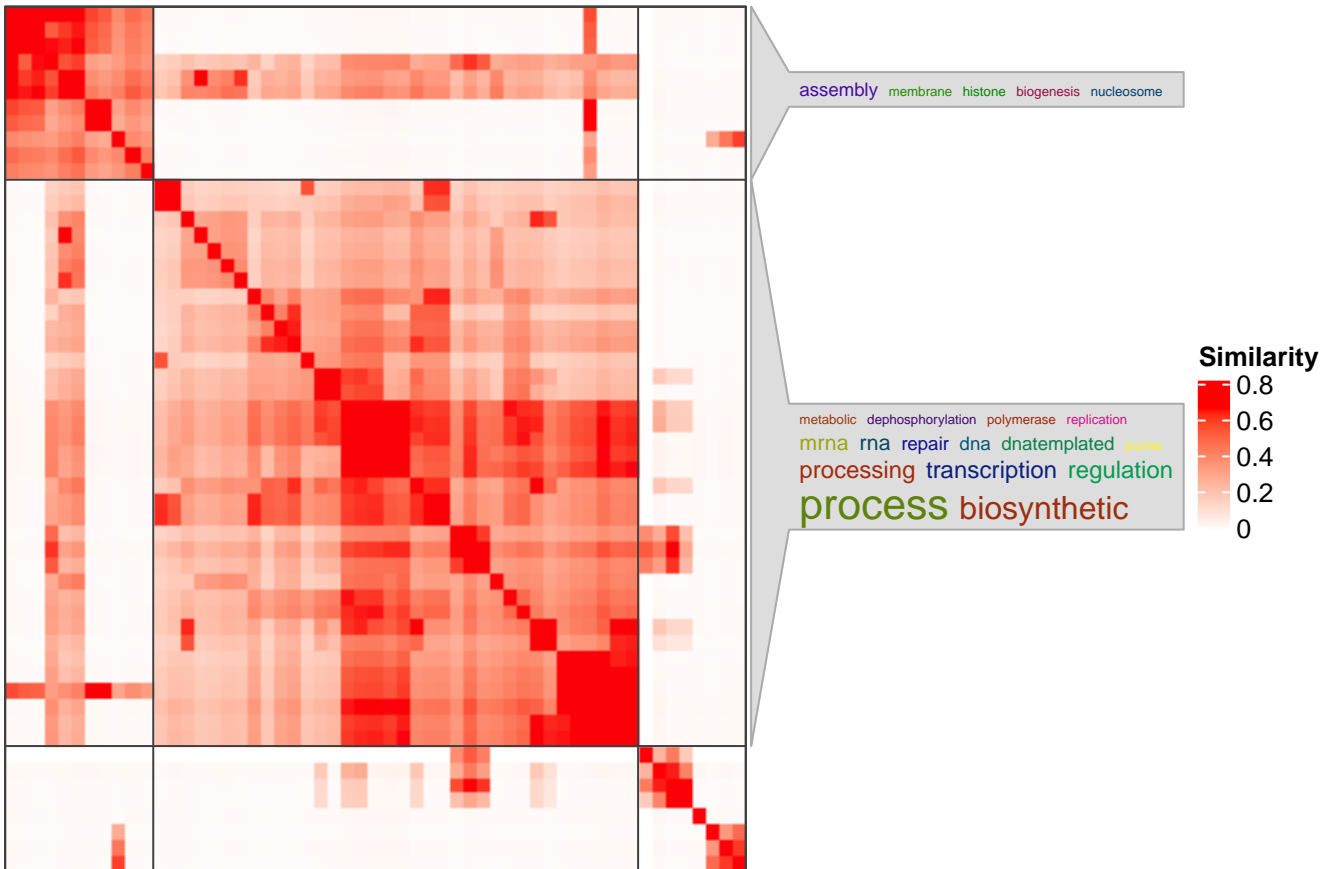 assembly membrane histone biogenesis nucleosome
metabolic dephosphorylation polymerase replication
mrna rna repair dna dnatemplated
processing transcription regulation
process biosynthetic
Similarity
0.8
0.6
0.4
0.2
0